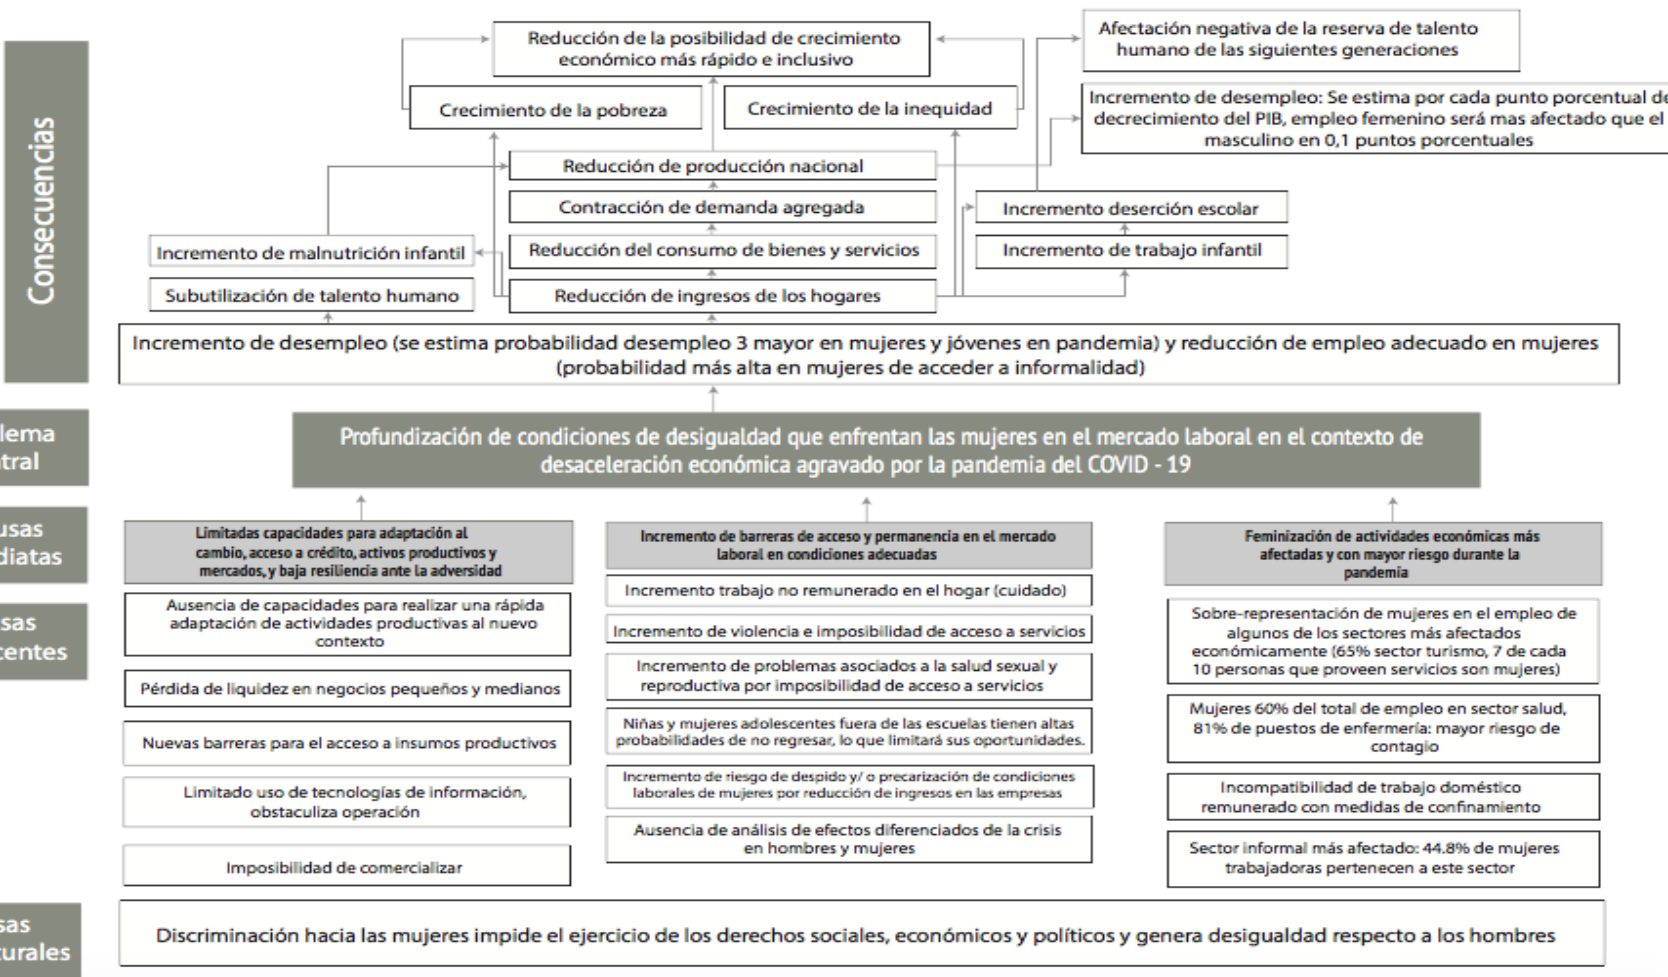 Consecuencias
Reducción de la posibilidad de crecimiento
económico más rápido e inclusivo
Afectación negativa de la reserva de talento
humano de las siguientes generaciones
Crecimiento de la pobreza
Crecimiento de la inequidad
Incremento de desempleo: Se estima por cada punto porcentual de
decrecimiento del PIB, empleo femenino será mas afectado que el
masculino en 0,1 puntos porcentuales
Reducción de producción nacional
Contracción de demanda agregada
Incremento deserción escolar
Incremento de malnutrición infantil
Reducción del consumo de bienes y servicios
Incremento de trabajo infantil
Subutilización de talento humano
Reducción de ingresos de los hogares
Incremento de desempleo (se estima probabilidad desempleo 3 mayor en mujeres y jóvenes en pandemia) y reducción de empleo adecuado en mujeres
(probabilidad más alta en mujeres de acceder a informalidad)
lema
tral
Profundización de condiciones de desigualdad que enfrentan las mujeres en el mercado laboral en el contexto de
desaceleración económica agravado por la pandemia del COVID - 19
usas
diatas
Limitadas capacidades para adaptación al
cambio, acceso a crédito, activos productivos y
mercados, y baja resiliencia ante la adversidad
Incremento de barreras de acceso y permanencia en el mercado
laboral en condiciones adecuadas
Feminización de actividades económicas más
afectadas y con mayor riesgo durante la
pandemia
sas
centes
Ausencia de capacidades para realizar una rápida
adaptación de actividades productivas al nuevo
contexto
Pérdida de liquidez en negocios pequeños y medianos
Nuevas barreras para el acceso a insumos productivos
Limitado uso de tecnologías de información,
obstaculiza operación
Imposibilidad de comercializar
Incremento trabajo no remunerado en el hogar (cuidado)
Incremento de violencia e imposibilidad de acceso a servicios
Incremento de problemas asociados a la salud sexual y
reproductiva por imposibilidad de acceso a servicios
Niñas y mujeres adolescentes fuera de las escuelas tienen altas
probabilidades de no regresar, lo que limitará sus oportunidades.
Incremento de riesgo de despido y/ o precarización de condiciones
laborales de mujeres por reducción de ingresos en las empresas
Ausencia de análisis de efectos diferenciados de la crisis
en hombres y mujeres
Sobre-representación de mujeres en el empleo de
algunos de los sectores más afectados
económicamente (65% sector turismo, 7 de cada
10 personas que proveen servicios son mujeres)
Mujeres 60% del total de empleo en sector salud,
81% de puestos de enfermería: mayor riesgo de
contagio
Incompatibilidad de trabajo doméstico
remunerado con medidas de confinamiento
Sector informal más afectado: 44.8% de mujeres
trabajadoras pertenecen a este sector
sas
turales
Discriminación hacia las mujeres impide el ejercicio de los derechos sociales, económicos y políticos y genera desigualdad respecto a los hombres